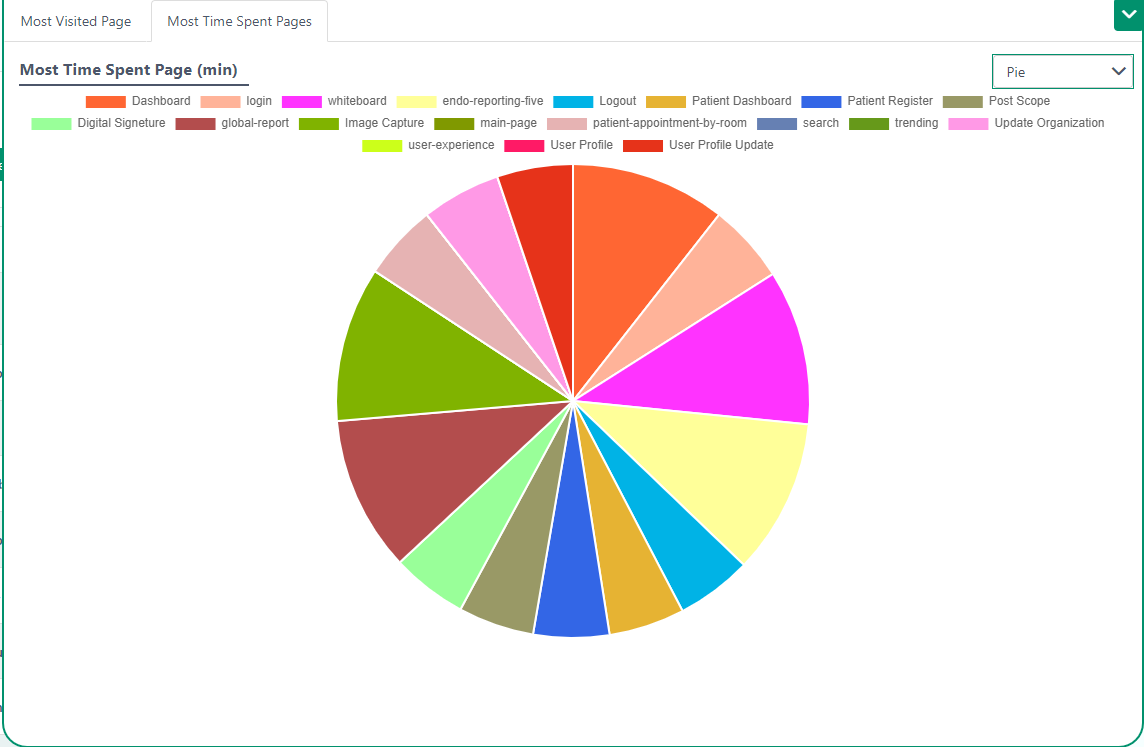 Most Visited Page
Most Time Spent Pages
Most Time Spent Page (min)
Pie
Dashboard login whiteboard endo-reporting-five Logout Patient Dashboard Patient Register Post Scope
Digital Signeture global-report Image Capture main-page patient-appointment-by-room search trending Update Organization
user-experience User Profile User Profile Update